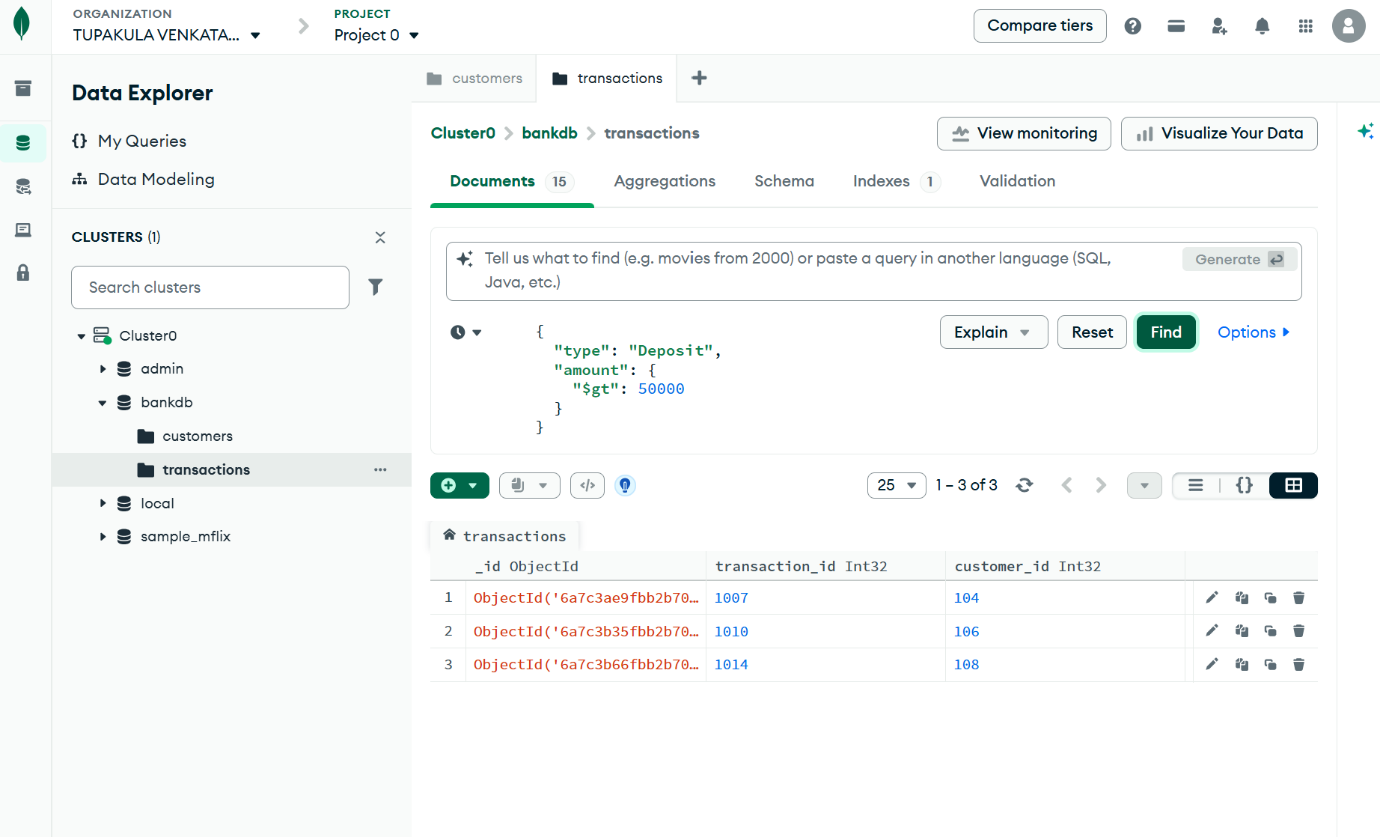 ORGANIZATION
TUPAKULA VENKATA...
PROJECT
Project 0
Compare tiers
Data Explorer
My Queries
Data Modeling
CLUSTERS (1)
Search clusters
Cluster0
admin
bankdb
customers
transactions
local
sample_mflix
customers
transactions
Cluster0 bankdb transactions
View monitoring
Visualize Your Data
Documents 15
Aggregations
Schema
Indexes 1
Validation
Tell us what to find (e.g. movies from 2000) or paste a query in another language (SQL,
Java, etc.)
Generate
{
"type": "Deposit",
"amount": {
"$gt": 50000
}
}
Explain
Reset
Find
Options
25
1 – 3 of 3
transactions
_id ObjectId transaction_id Int32 customer_id Int32
1 ObjectId('6a7c3ae9fbb2b70… 1007 104
2 ObjectId('6a7c3b35fbb2b70… 1010 106
3 ObjectId('6a7c3b66fbb2b70… 1014 108